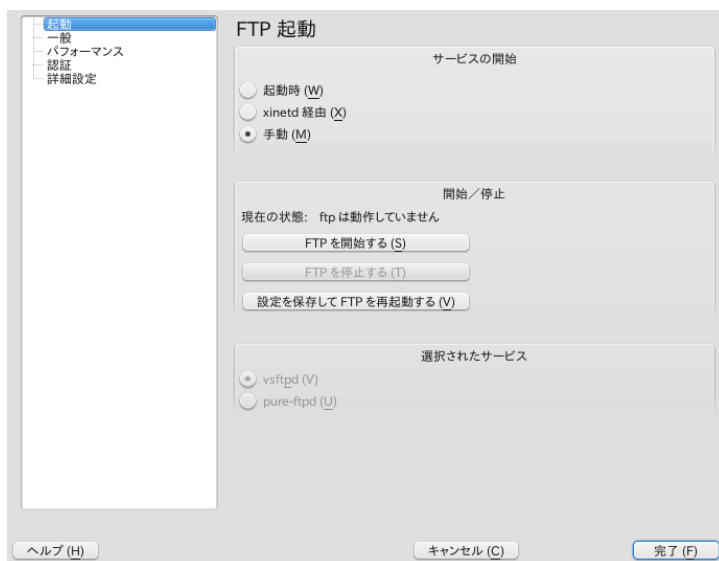 起動
一般
パフォーマンス
認証
詳細設定
FTP 起動
サービスの開始
起動時 (W)
xinetd 経由 (X)
手動 (M)
開始／停止
現在の状態: ftp は動作していません
FTP を開始する (S)
FTP を停止する (T)
設定を保存して FTP を再起動する (V)
選択されたサービス
vsftpd (V)
pure-ftpd (U)
ヘルプ (H)
キャンセル (C)
完了 (F)